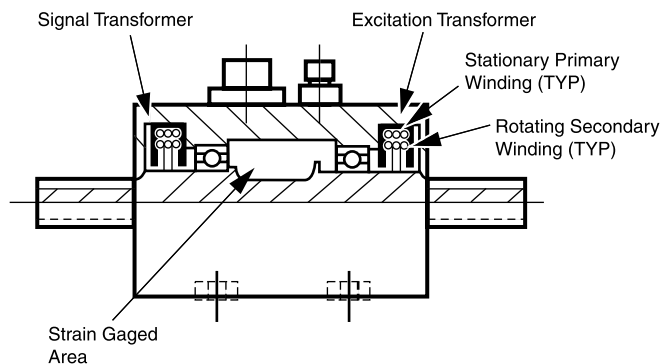 Signal Transformer
Excitation Transformer
Stationary Primary
Winding (TYP)
Rotating Secondary
Winding (TYP)
Strain Gaged
Area